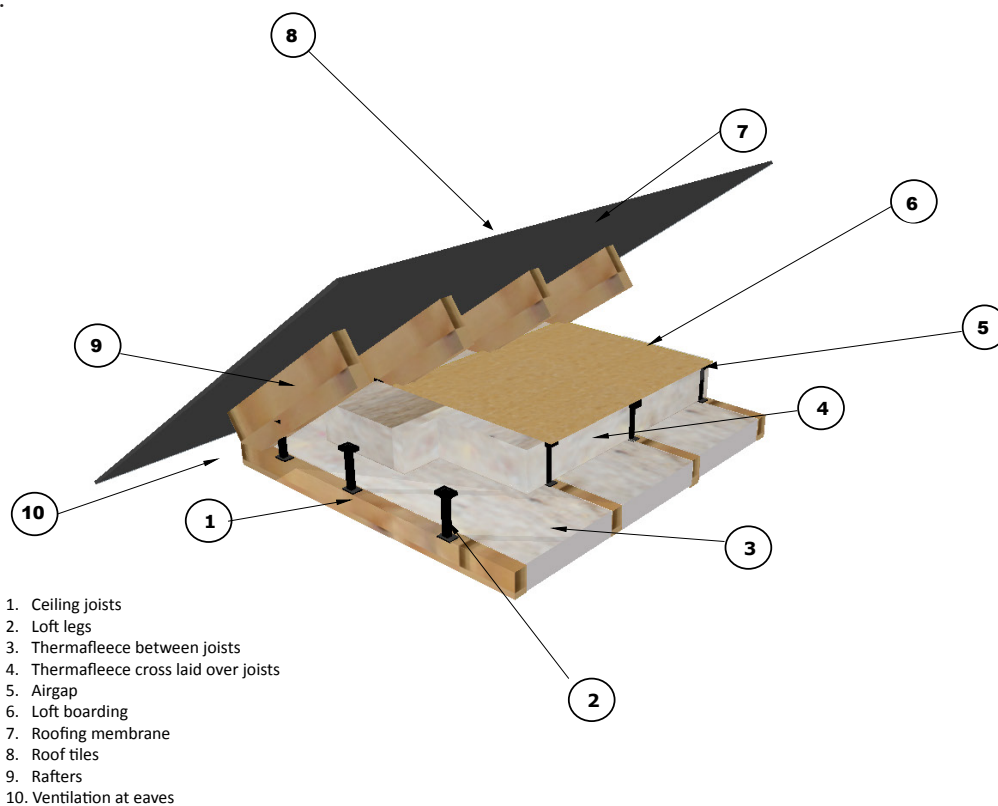 .
8
7
6
5
9
4
10
1
3
2
1. Ceiling joists
2. Loft legs
3. Thermafleece between joists
4. Thermafleece cross laid over joists
5. Airgap
6. Loft boarding
7. Roofing membrane
8. Roof tiles
9. Rafters
10. Ventilation at eaves